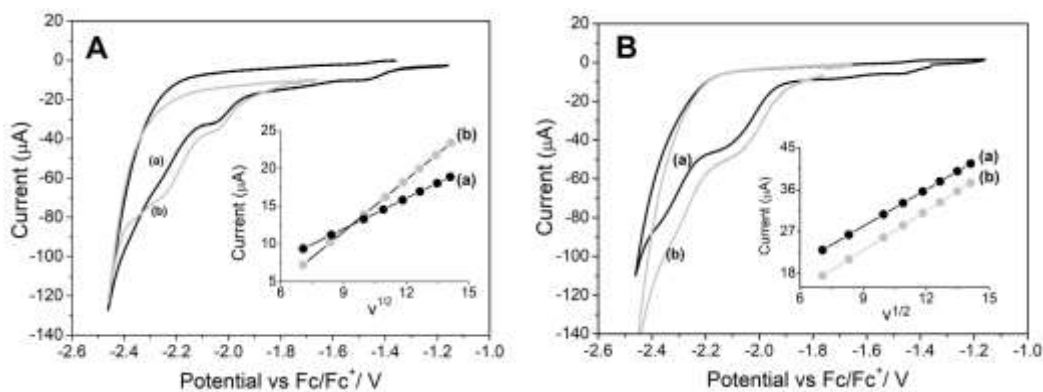 A
Current (μA)
20
0
-20
-40
-60
-80
-100
-120
-140
-2.6 -2.4 -2.2 -2.0 -1.8 -1.6 -1.4 -1.2 -1.0
Potential vs Fc/Fc+/ V
(a)
(b)
Current (μA)
25
20
15
10
5
6 9 12 15
v1/2
(b)
(a)
B
Current (μA)
20
0
-20
-40
-60
-80
-100
-120
-140
-2.6 -2.4 -2.2 -2.0 -1.8 -1.6 -1.4 -1.2 -1.0
Potential vs Fc/Fc+/ V
(a)
(b)
Current (μA)
45
36
27
18
6 9 12 15
v1/2
(a)
(b)